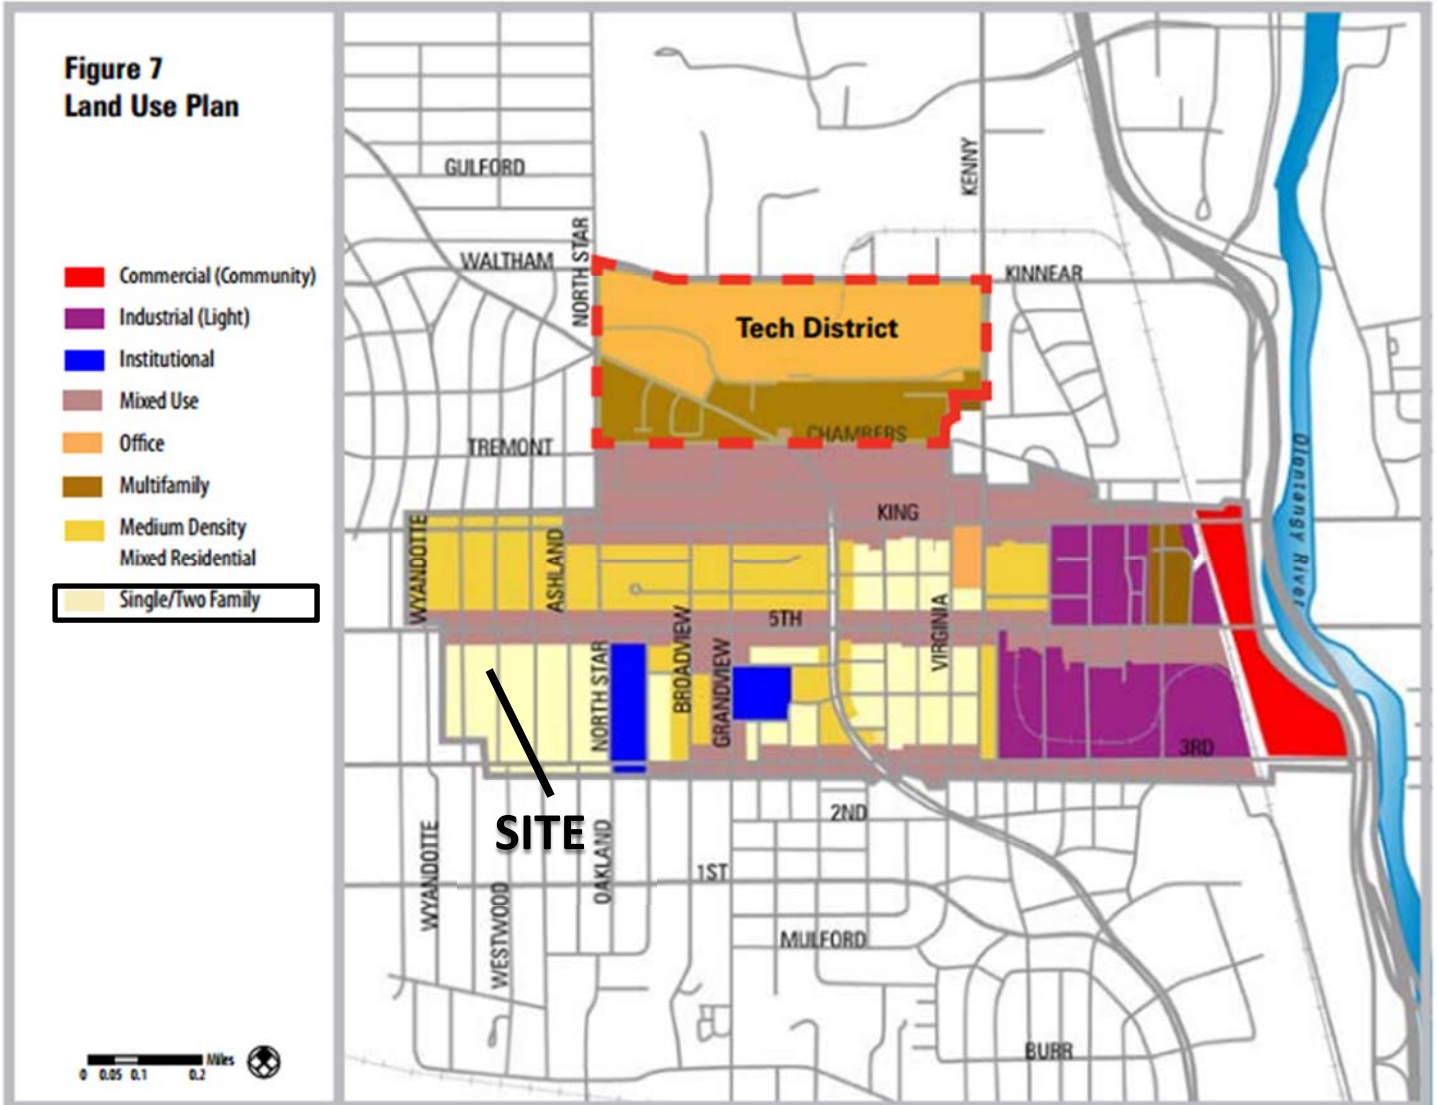 Figure 7
Land Use Plan
Commercial (Community)
Industrial (Light)
Institutional
Mixed Use
Office
Multifamily
Medium Density
Mixed Residential
Single/Two Family
Miles
0 0.05 0.1 0.2
GULFORD
KENNY
NORTH STAR
WALTHAM
KINNEAR
Tech District
CHAMBERS
TREMONT
KING
WYANDOTTE
ASHLAND
Olentangy River
5TH
VIRGINIA
BROADVIEW
NORTH STAR
GRANDVIEW
3RD
SITE
2ND
WYANDOTTE
OAKLAND
1ST
WESTWOOD
MULFORD
BURR